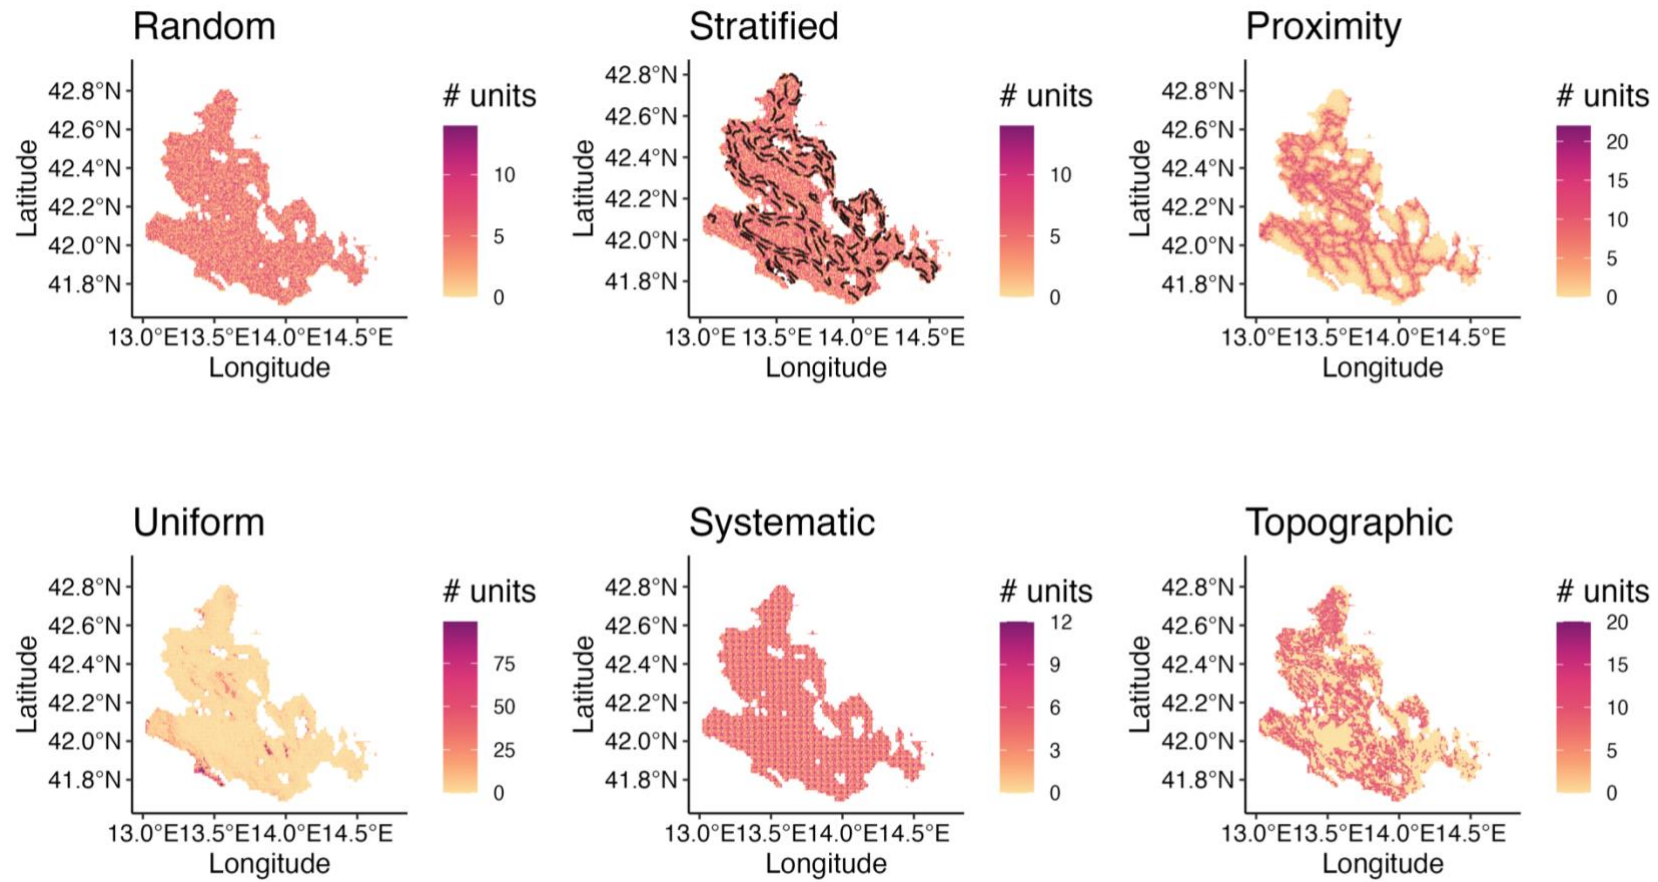 Random
42.8°N
42.6°N
42.4°N
42.2°N
42.0°N
41.8°N
Latitude
13.0°E13.5°E14.0°E14.5°E
Longitude
# units
10
5
0
Stratified
42.8°N
42.6°N
42.4°N
42.2°N
42.0°N
41.8°N
Latitude
13.0°E 13.5°E 14.0°E 14.5°E
Longitude
# units
10
5
0
Proximity
42.8°N
42.6°N
42.4°N
42.2°N
42.0°N
41.8°N
Latitude
13.0°E13.5°E14.0°E14.5°E
Longitude
# units
20
15
10
5
0
Uniform
42.8°N
42.6°N
42.4°N
42.2°N
42.0°N
41.8°N
Latitude
13.0°E13.5°E14.0°E14.5°E
Longitude
# units
75
50
25
0
Systematic
42.8°N
42.6°N
42.4°N
42.2°N
42.0°N
41.8°N
Latitude
13.0°E13.5°E14.0°E14.5°E
Longitude
# units
12
9
6
3
0
Topographic
42.8°N
42.6°N
42.4°N
42.2°N
42.0°N
41.8°N
Latitude
13.0°E13.5°E14.0°E14.5°E
Longitude
# units
20
15
10
5
0